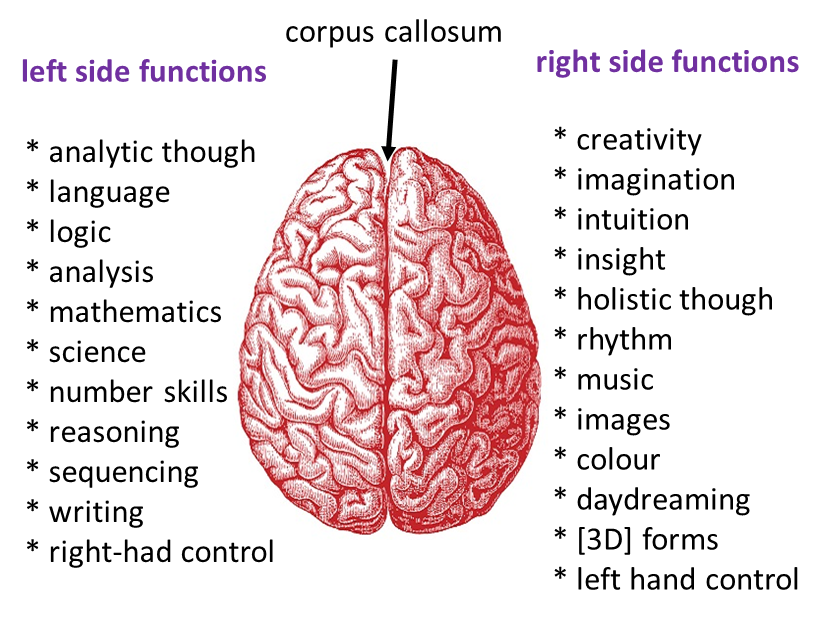 corpus callosum
left side functions
* analytic though
* language
* logic
* analysis
* mathematics
* science
* number skills
* reasoning
* sequencing
* writing
* right-had control
right side functions
* creativity
* imagination
* intuition
* insight
* holistic though
* rhythm
* music
* images
* colour
* daydreaming
* [3D] forms
* left hand control